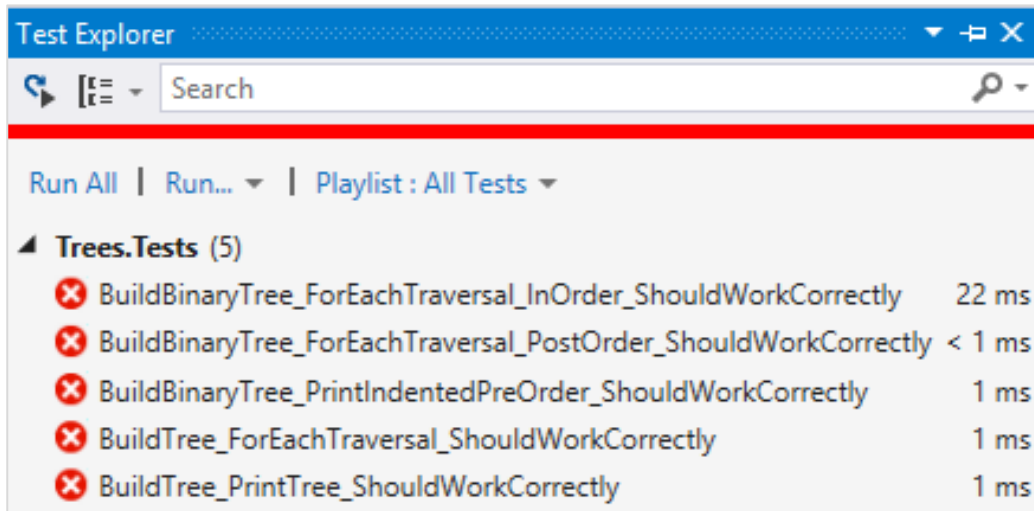 Test Explorer
Search
Run All | Run... | Playlist : All Tests
Trees.Tests (5)
BuildBinaryTree_ForEachTraversal_InOrder_ShouldWorkCorrectly 22 ms
BuildBinaryTree_ForEachTraversal_PostOrder_ShouldWorkCorrectly < 1 ms
BuildBinaryTree_PrintIndentedPreOrder_ShouldWorkCorrectly 1 ms
BuildTree_ForEachTraversal_ShouldWorkCorrectly 1 ms
BuildTree_PrintTree_ShouldWorkCorrectly 1 ms